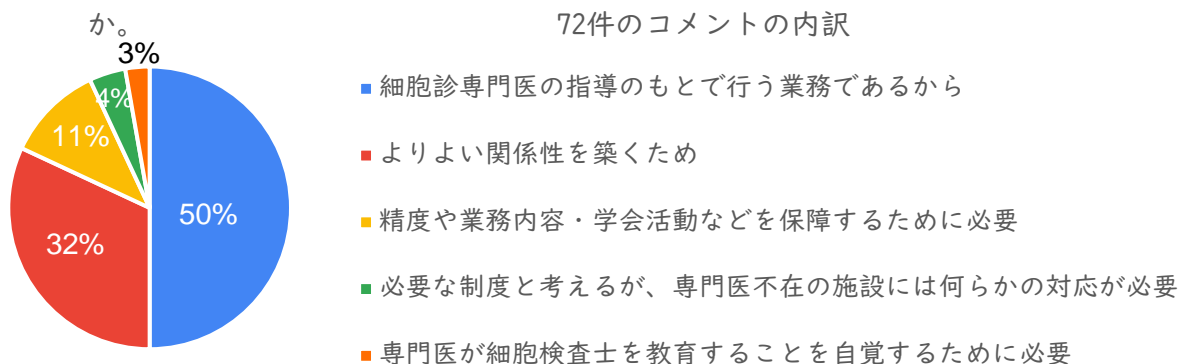 か。
72件のコメントの内訳
3%
4%
11%
50%
32%
細胞診専門医の指導のもとで行う業務であるから
よりよい関係性を築くため
精度や業務内容・学会活動などを保障するために必要
必要な制度と考えるが、専門医不在の施設には何らかの対応が必要
専門医が細胞検査士を教育することを自覚するために必要